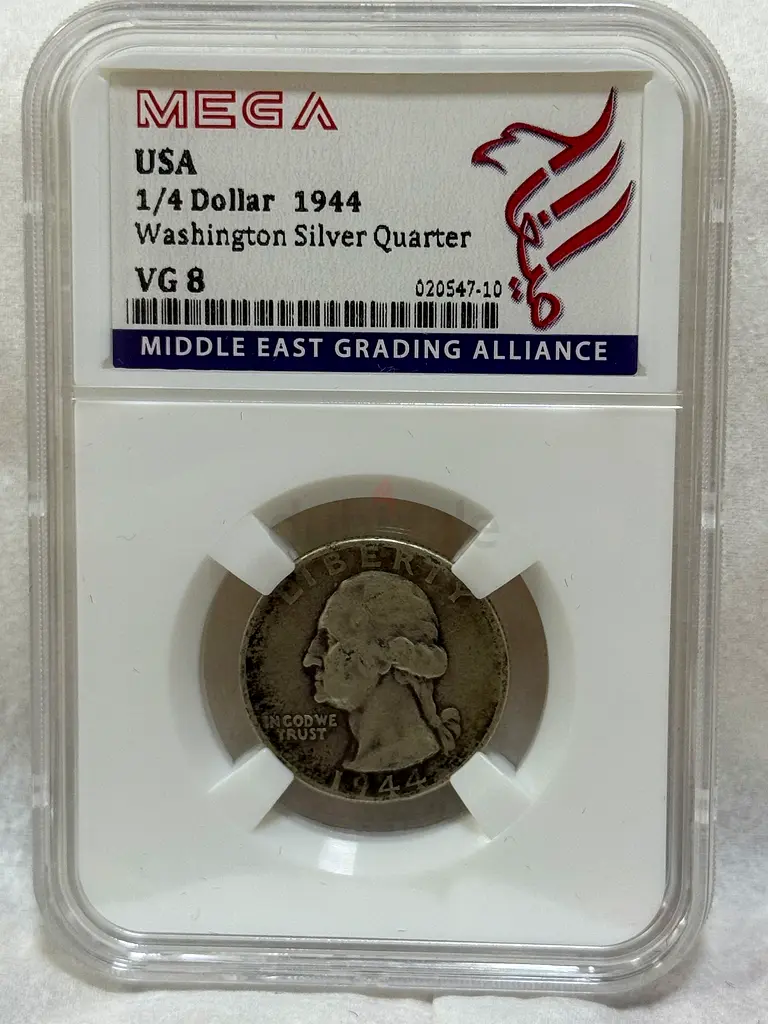 MEGA
USA
1/4 Dollar 1944
Washington Silver Quarter
VG 8
020547-10
MIDDLE EAST GRADING ALLIANCE
LIBERTY
IN GOD WE
TRUST
1944